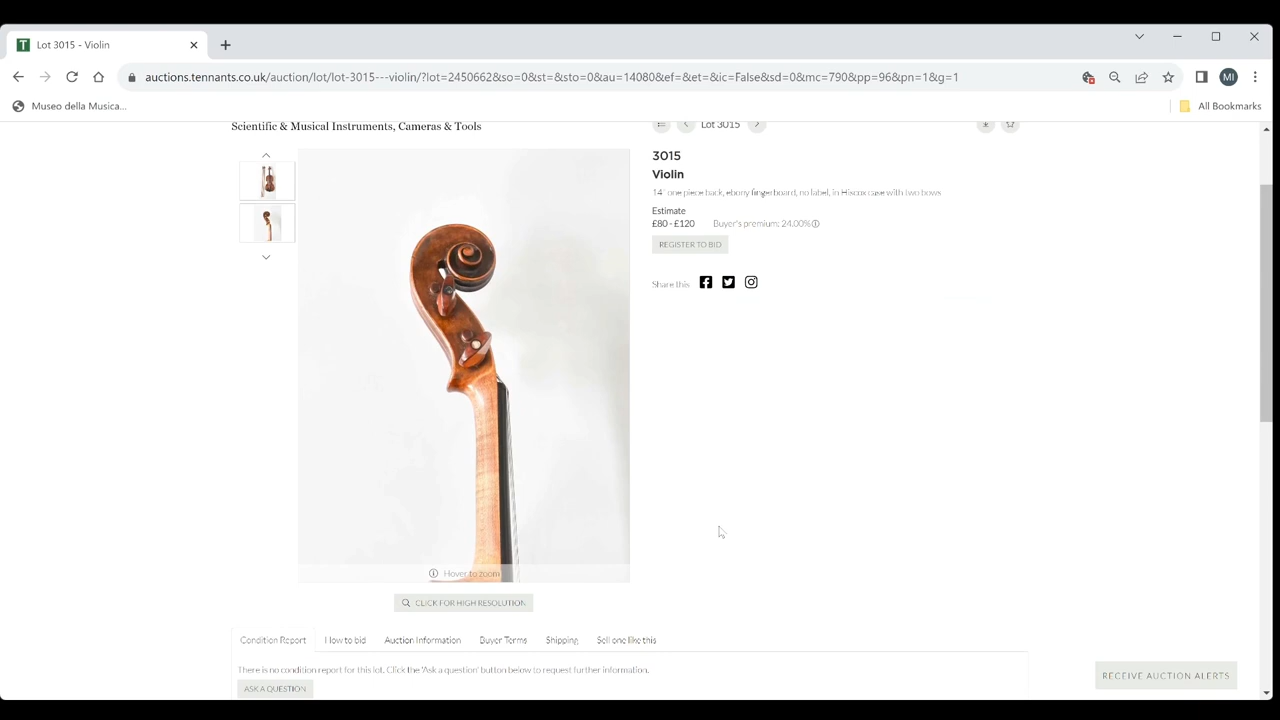 Lot 3015 - Violin
auctions.tennants.co.uk/auction/lot/lot-3015---violin/?lot=2450662&so=0&st=&sto=0&au=14080&ef=&et=&ic=False&sd=0&mc=790&pp=96&pn=1&g=1
MI
Museo della Musica...
All Bookmarks
Scientific & Musical Instruments, Cameras & Tools
Lot 3015
3015
Violin
14" one piece back, ebony fingerboard, no label, in Hiscox case with two bows
Estimate
£80 - £120 Buyer's premium: 24.00%
REGISTER TO BID
Share this
Hover to zoom
CLICK FOR HIGH RESOLUTION
Condition Report How to bid Auction Information Buyer Terms Shipping Sell one like this
There is no condition report for this lot. Click the 'Ask a question' button below to request further information.
RECEIVE AUCTION ALERTS
ASK A QUESTION